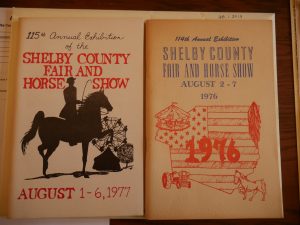 115th Annual Exhibition
of the
SHELBY COUNTY
FAIR AND
HORSE SHOW
AUGUST 1-6, 1977
114th Annual Exhibition
SHELBY COUNTY
FAIR AND HORSE SHOW
AUGUST 2-7
1976
1976